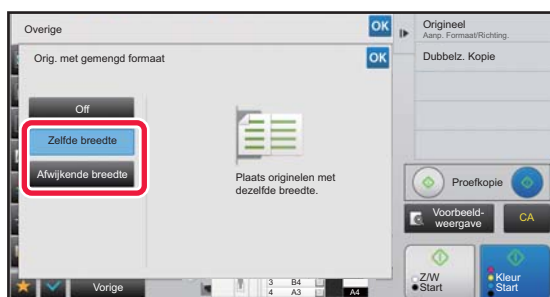 Overige
OK
Orig. met gemengd formaat
OK
Off
Zelfde breedte
Afwijkende breedte
Plaats originelen met
dezelfde breedte.
Origineel
Aanp. Formaat/Richting.
Dubbelz. Kopie
Proefkopie
Voorbeeld-
weergave
CA
Z/W
Start
Kleur
Start
Vorige
3 B4
4 A3
A4